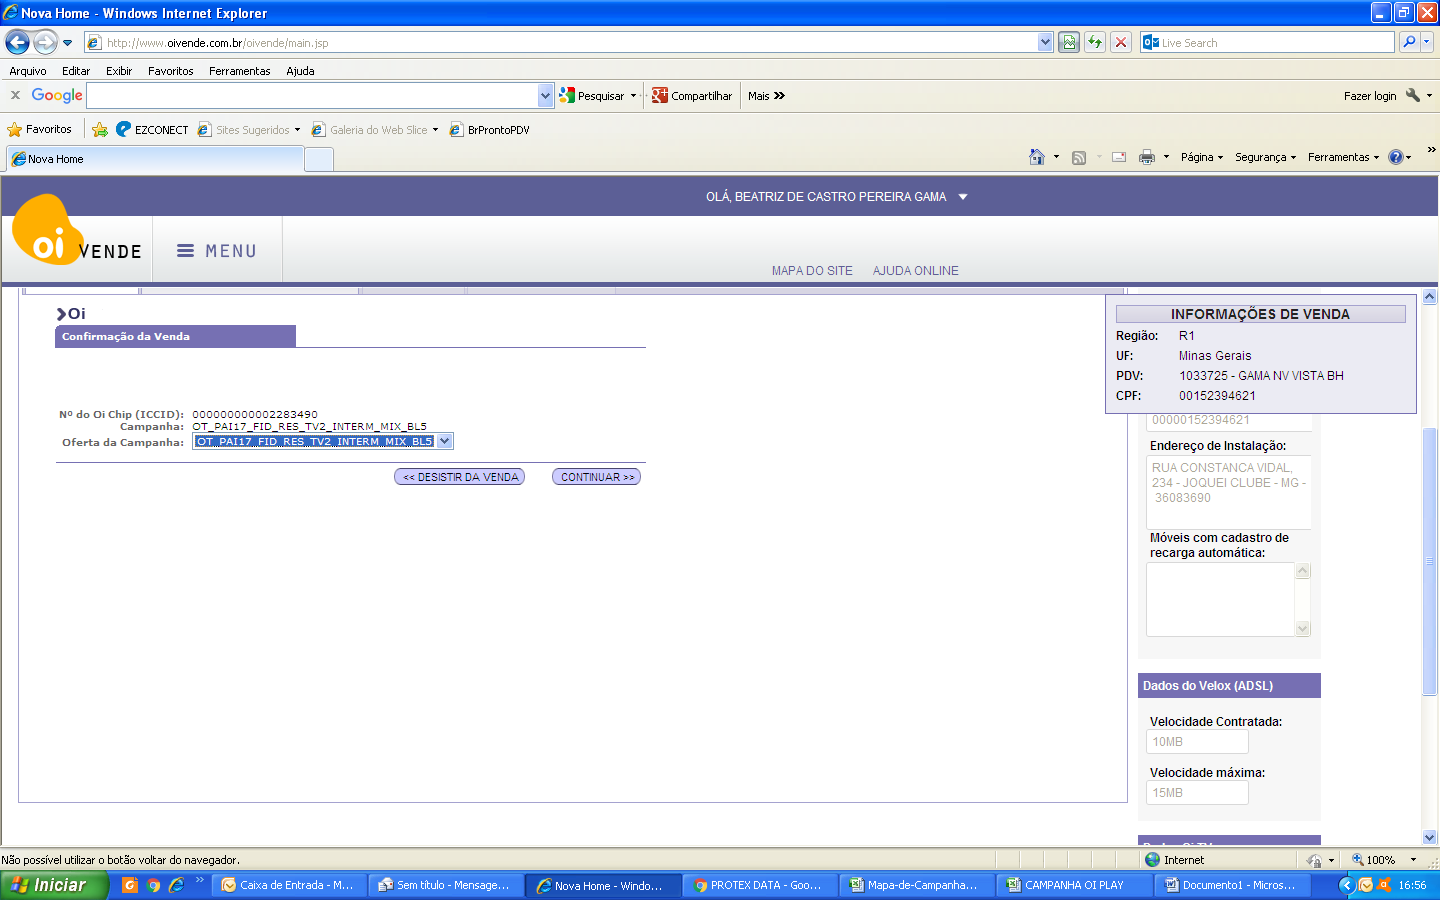 Nova Home - Windows Internet Explorer
http://www.oivende.com.br/oivende/main.jsp
Live Search
Arquivo Editar Exibir Favoritos Ferramentas Ajuda
x Google Pesquisar Compartilhar Mais >> Fazer login
Favoritos EZCONECT Sites Sugeridos Galeria do Web Slice BrProntoPDV
Nova Home
Página Segurança Ferramentas
OLÁ, BEATRIZ DE CASTRO PEREIRA GAMA
oi VENDE
MENU
MAPA DO SITE AJUDA ONLINE
Oi
Confirmação da Venda
Nº do Oi Chip (ICCID): 000000000002283490
Campanha: OT_PAI17_FID_RES_TV2_INTERM_MIX_BL5
Oferta da Campanha: OT_PAI17_FID_RES_TV2_INTERM_MIX_BL5
<< DESISTIR DA VENDA CONTINUAR >>
INFORMAÇÕES DE VENDA
Região: R1
UF: Minas Gerais
PDV: 1033725 - GAMA NV VISTA BH
CPF: 00152394621
00000152394621
Endereço de Instalação:
RUA CONSTANCA VIDAL,
234 - JOQUEI CLUBE - MG -
36083690
Móveis com cadastro de
recarga automática:
Dados do Velox (ADSL)
Velocidade Contratada:
10MB
Velocidade máxima:
15MB
Não possível utilizar o botão voltar do navegador.
Internet
100%
Iniciar
Caixa de Entrada - M...
Sem título - Mensage...
Nova Home - Windo...
PROTEX DATA - Goo...
Mapa-de-Campanha...
CAMPANHA OI PLAY
Documento1 - Micros...
16:56